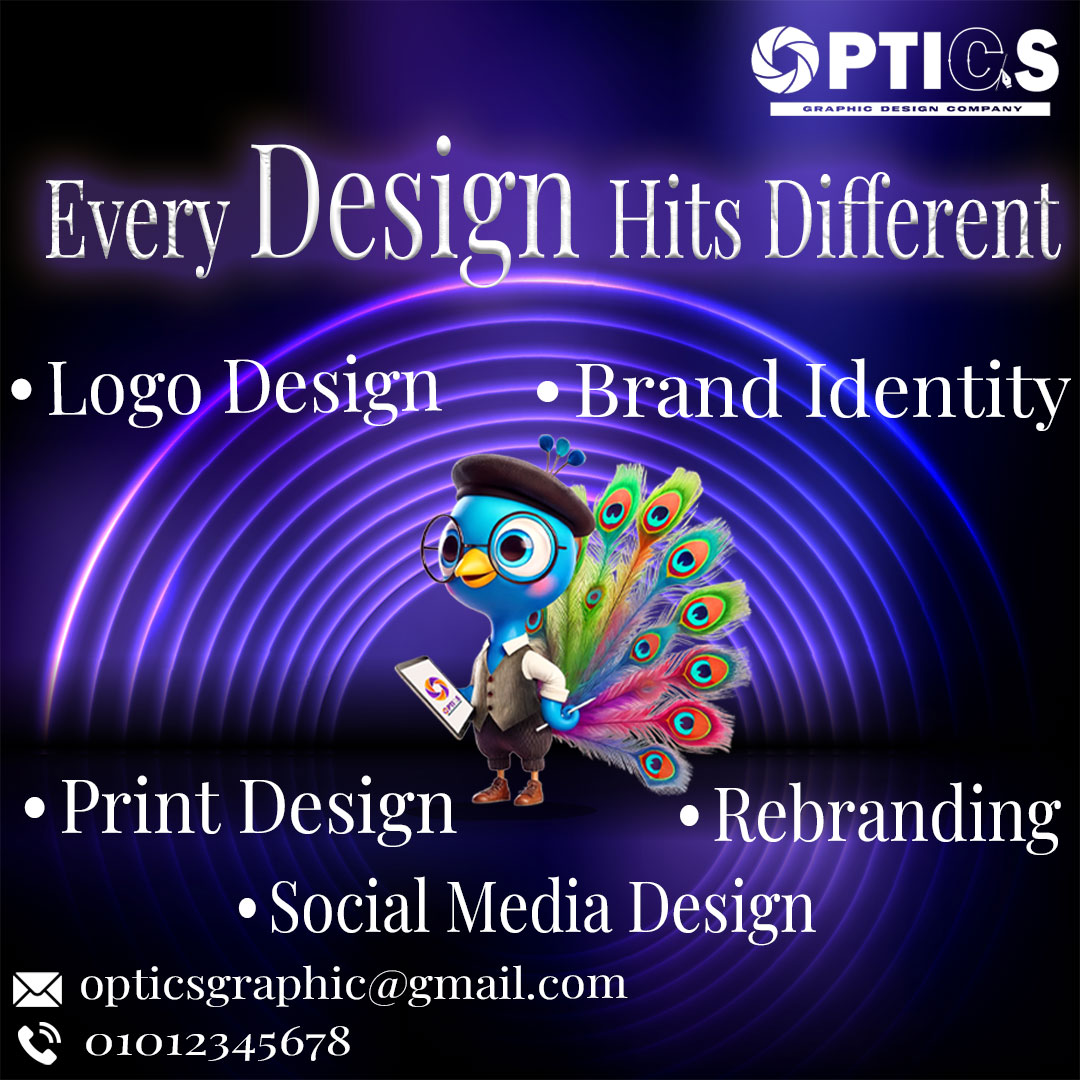 OPTICS
GRAPHIC DESIGN COMPANY
Every Design Hits Different
• Logo Design
• Brand Identity
OPTICS
• Print Design
• Rebranding
• Social Media Design
opticsgraphic@gmail.com
01012345678